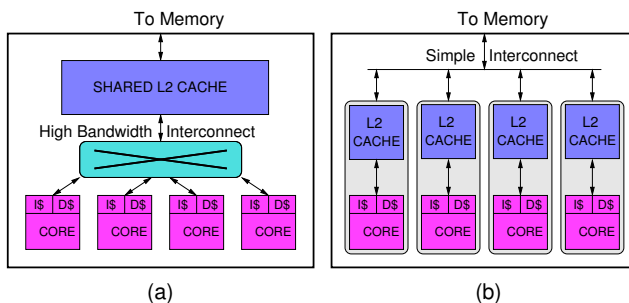 To Memory
SHARED L2 CACHE
High Bandwidth Interconnect
I$ D$ I$ D$ I$ D$ I$ D$
CORE CORE CORE CORE
(a)
To Memory
Simple Interconnect
L2 L2 L2 L2
CACHE CACHE CACHE CACHE
I$ D$ I$ D$ I$ D$ I$ D$
CORE CORE CORE CORE
(b)